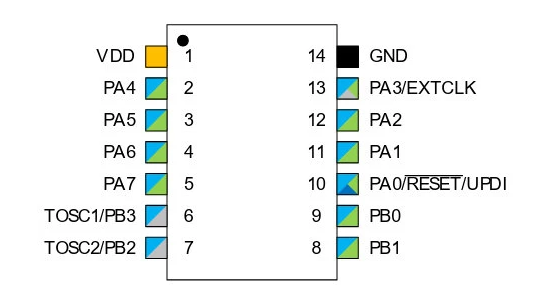 VDD 1 14 GND
PA4 2 13 PA3/EXTCLK
PA5 3 12 PA2
PA6 4 11 PA1
PA7 5 10 PA0/RESET/UPDI
TOSC1/PB3 6 9 PB0
TOSC2/PB2 7 8 PB1